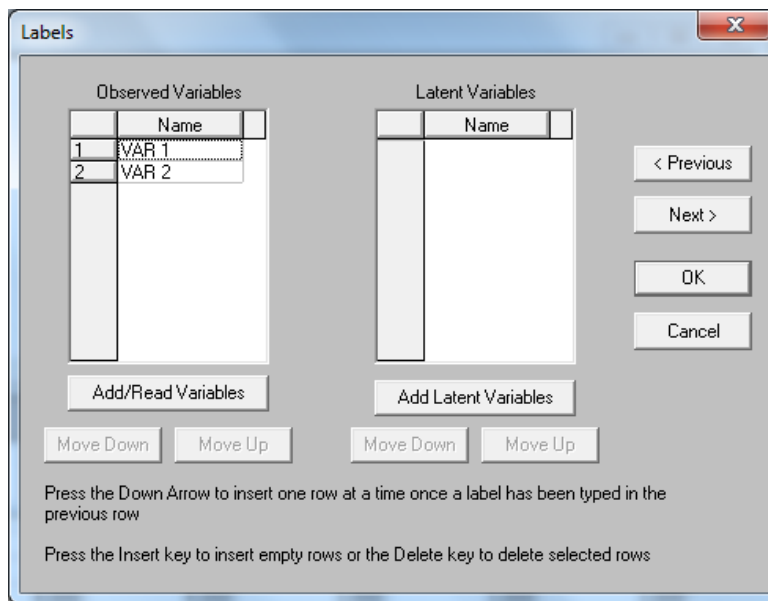 Labels
Observed Variables
Name
1 VAR 1
2 VAR 2
Add/Read Variables
Move Down Move Up
Latent Variables
Name
Add Latent Variables
Move Down Move Up
< Previous
Next >
OK
Cancel
Press the Down Arrow to insert one row at a time once a label has been typed in the
previous row
Press the Insert key to insert empty rows or the Delete key to delete selected rows